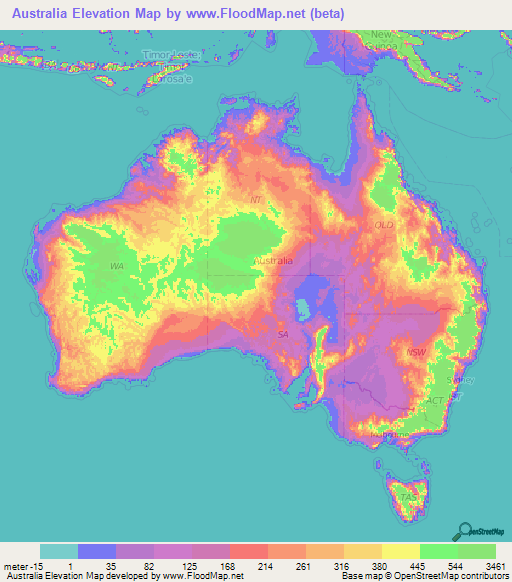 Australia Elevation Map by www.FloodMap.net (beta)
New
Timor-Leste
Timor
NT
QLD
Australia
WA
SA
NSW
Sydney
ACT
TAS
OpenStreetMap
meter -15 1 35 82 125 168 214 261 316 380 445 544 3461
Australia Elevation Map developed by www.FloodMap.net Base map © OpenStreetMap contributors